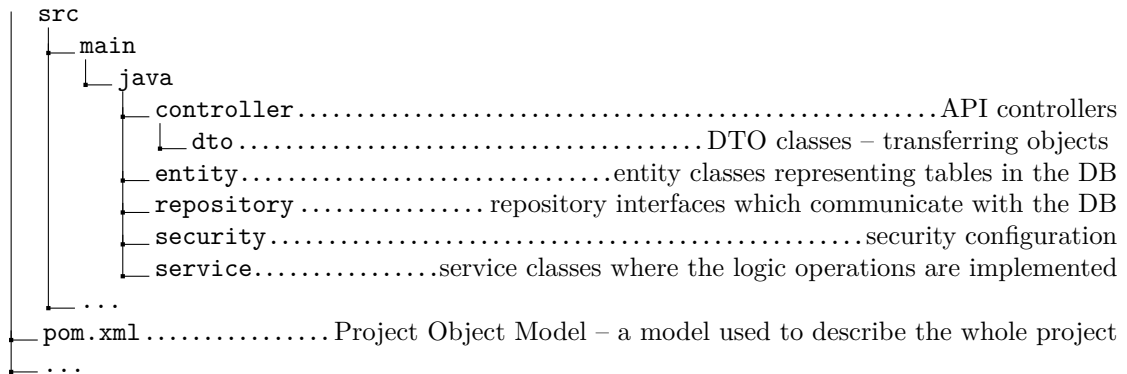 src
main
java
controller......................................................API controllers
dto.......................................DTO classes – transferring objects
entity...............................entity classes representing tables in the DB
repository................repository interfaces which communicate with the DB
security..................................................security configuration
service................service classes where the logic operations are implemented
...
pom.xml................Project Object Model – a model used to describe the whole project
...